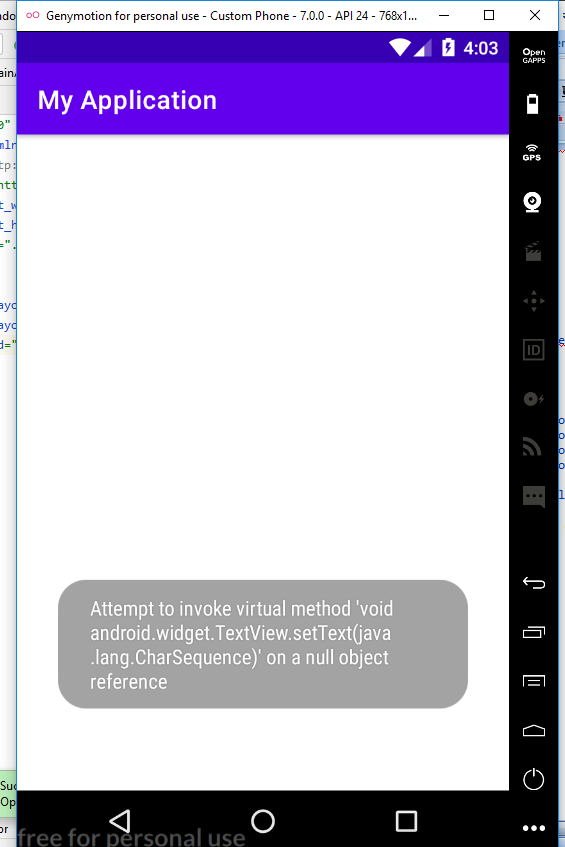 Genymotion for personal use - Custom Phone - 7.0.0 - API 24 - 768x1...
4:03
Open
GAPPS
My Application
GPS
ID
Attempt to invoke virtual method 'void
android.widget.TextView.setText(java
.lang.CharSequence)' on a null object
reference
free for personal use